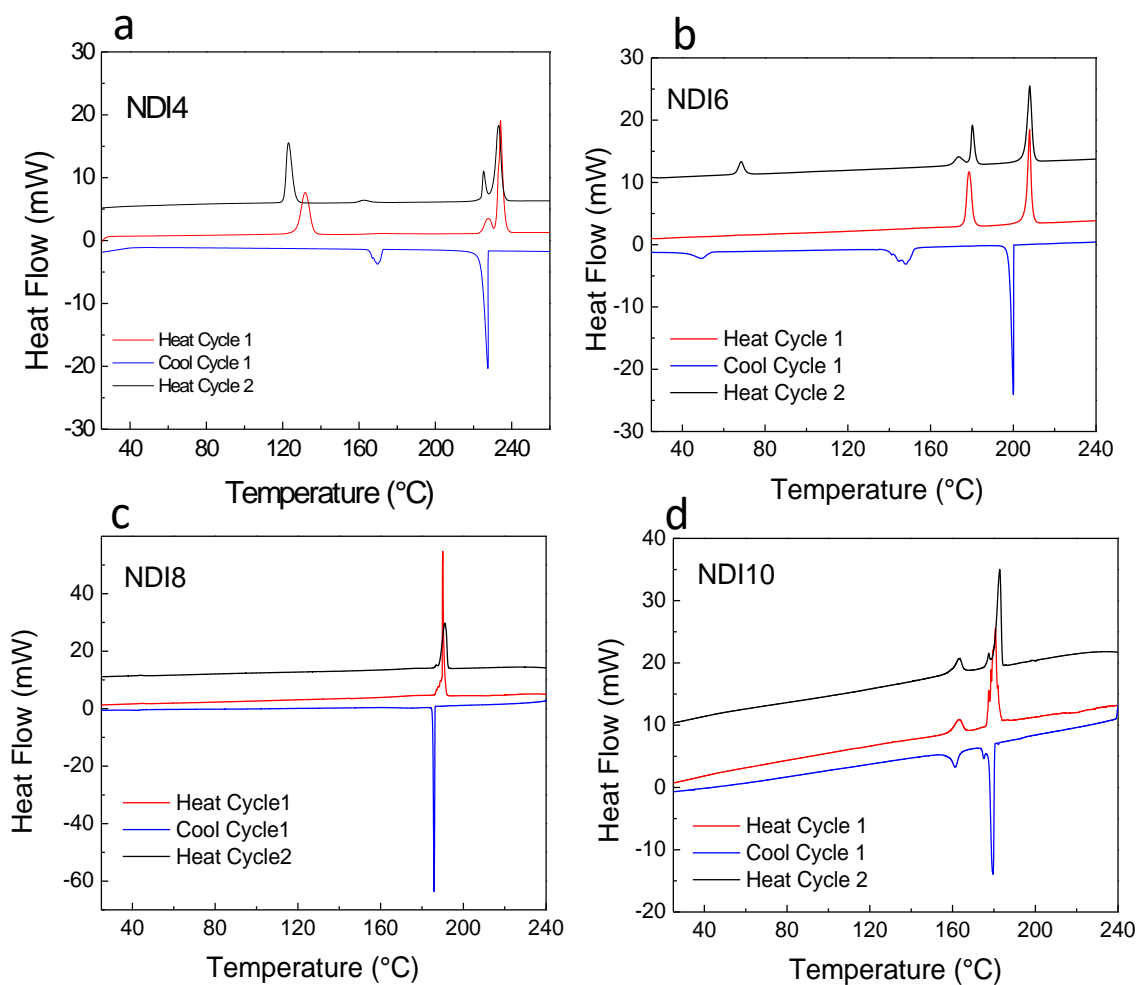 a
30
20
10
0
-10
-20
-30
NDI4
Heat Cycle 1
Cool Cycle 1
Heat Cycle 2
40 80 120 160 200 240
Heat Flow (mW)
Temperature (°C)
b
30
20
10
0
-10
-20
-30
NDI6
Heat Cycle 1
Cool Cycle 1
Heat Cycle 2
40 80 120 160 200 240
Heat Flow (mW)
Temperature (°C)
c
40
20
0
-20
-40
-60
NDI8
Heat Cycle1
Cool Cycle1
Heat Cycle2
40 80 120 160 200 240
Heat Flow (mW)
Temperature (°C)
d
40
30
20
10
0
-10
-20
NDI10
Heat Cycle 1
Cool Cycle 1
Heat Cycle 2
40 80 120 160 200 240
Heat Flow (mW)
Temperature (°C)